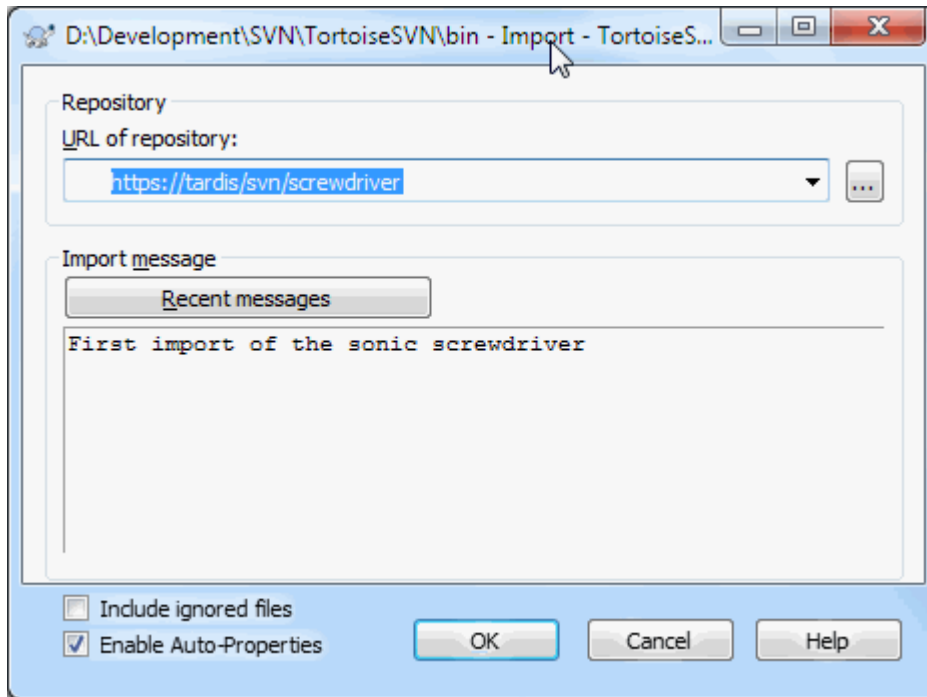 D:\Development\SVN\TortoiseSVN\bin - Import - TortoiseS...
Repository
URL of repository:
https://tardis/svn/screwdriver
...
Import message
Recent messages
First import of the sonic screwdriver
Include ignored files
Enable Auto-Properties
OK Cancel Help